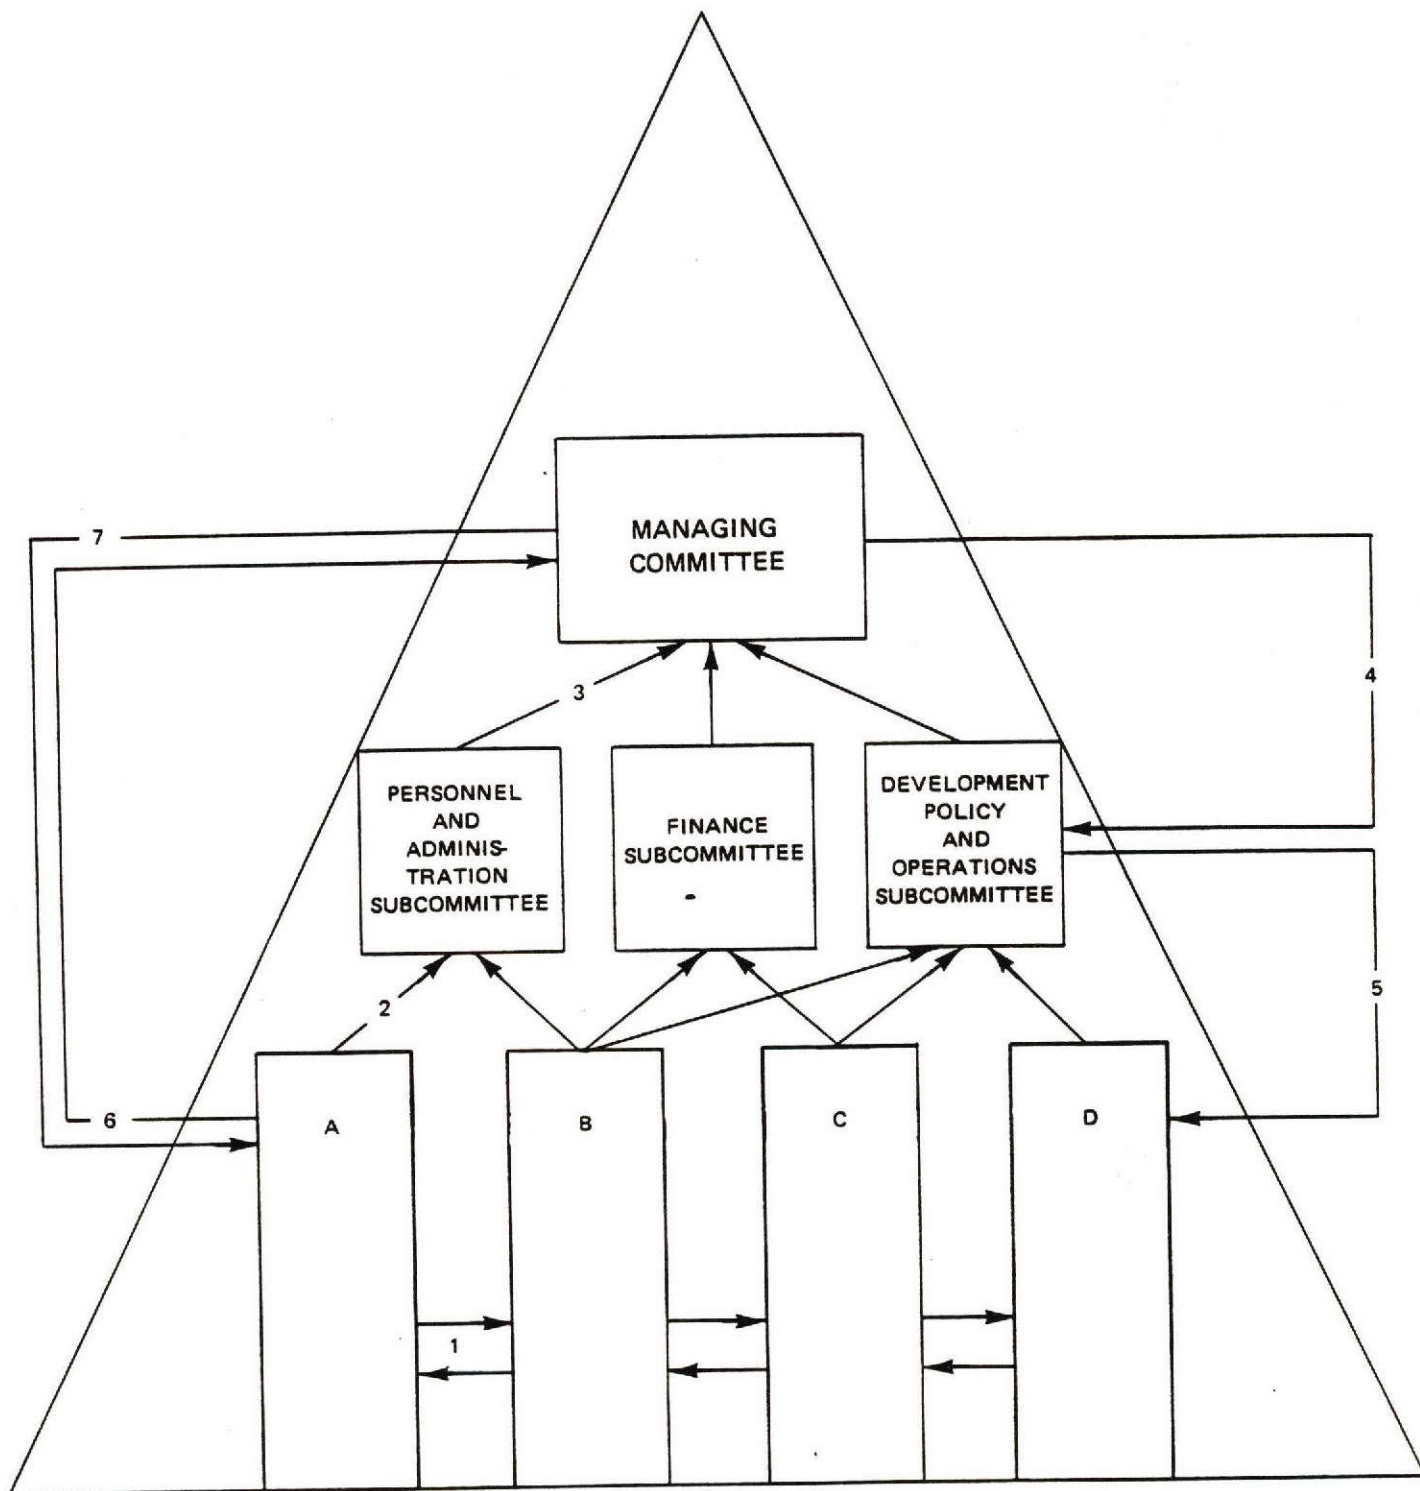 MANAGING
COMMITTEE
7
4
3
PERSONNEL
AND
ADMINIS-
TRATION
SUBCOMMITTEE
FINANCE
SUBCOMMITTEE
DEVELOPMENT
POLICY
AND
OPERATIONS
SUBCOMMITTEE
2
5
6
A
B
C
D
1